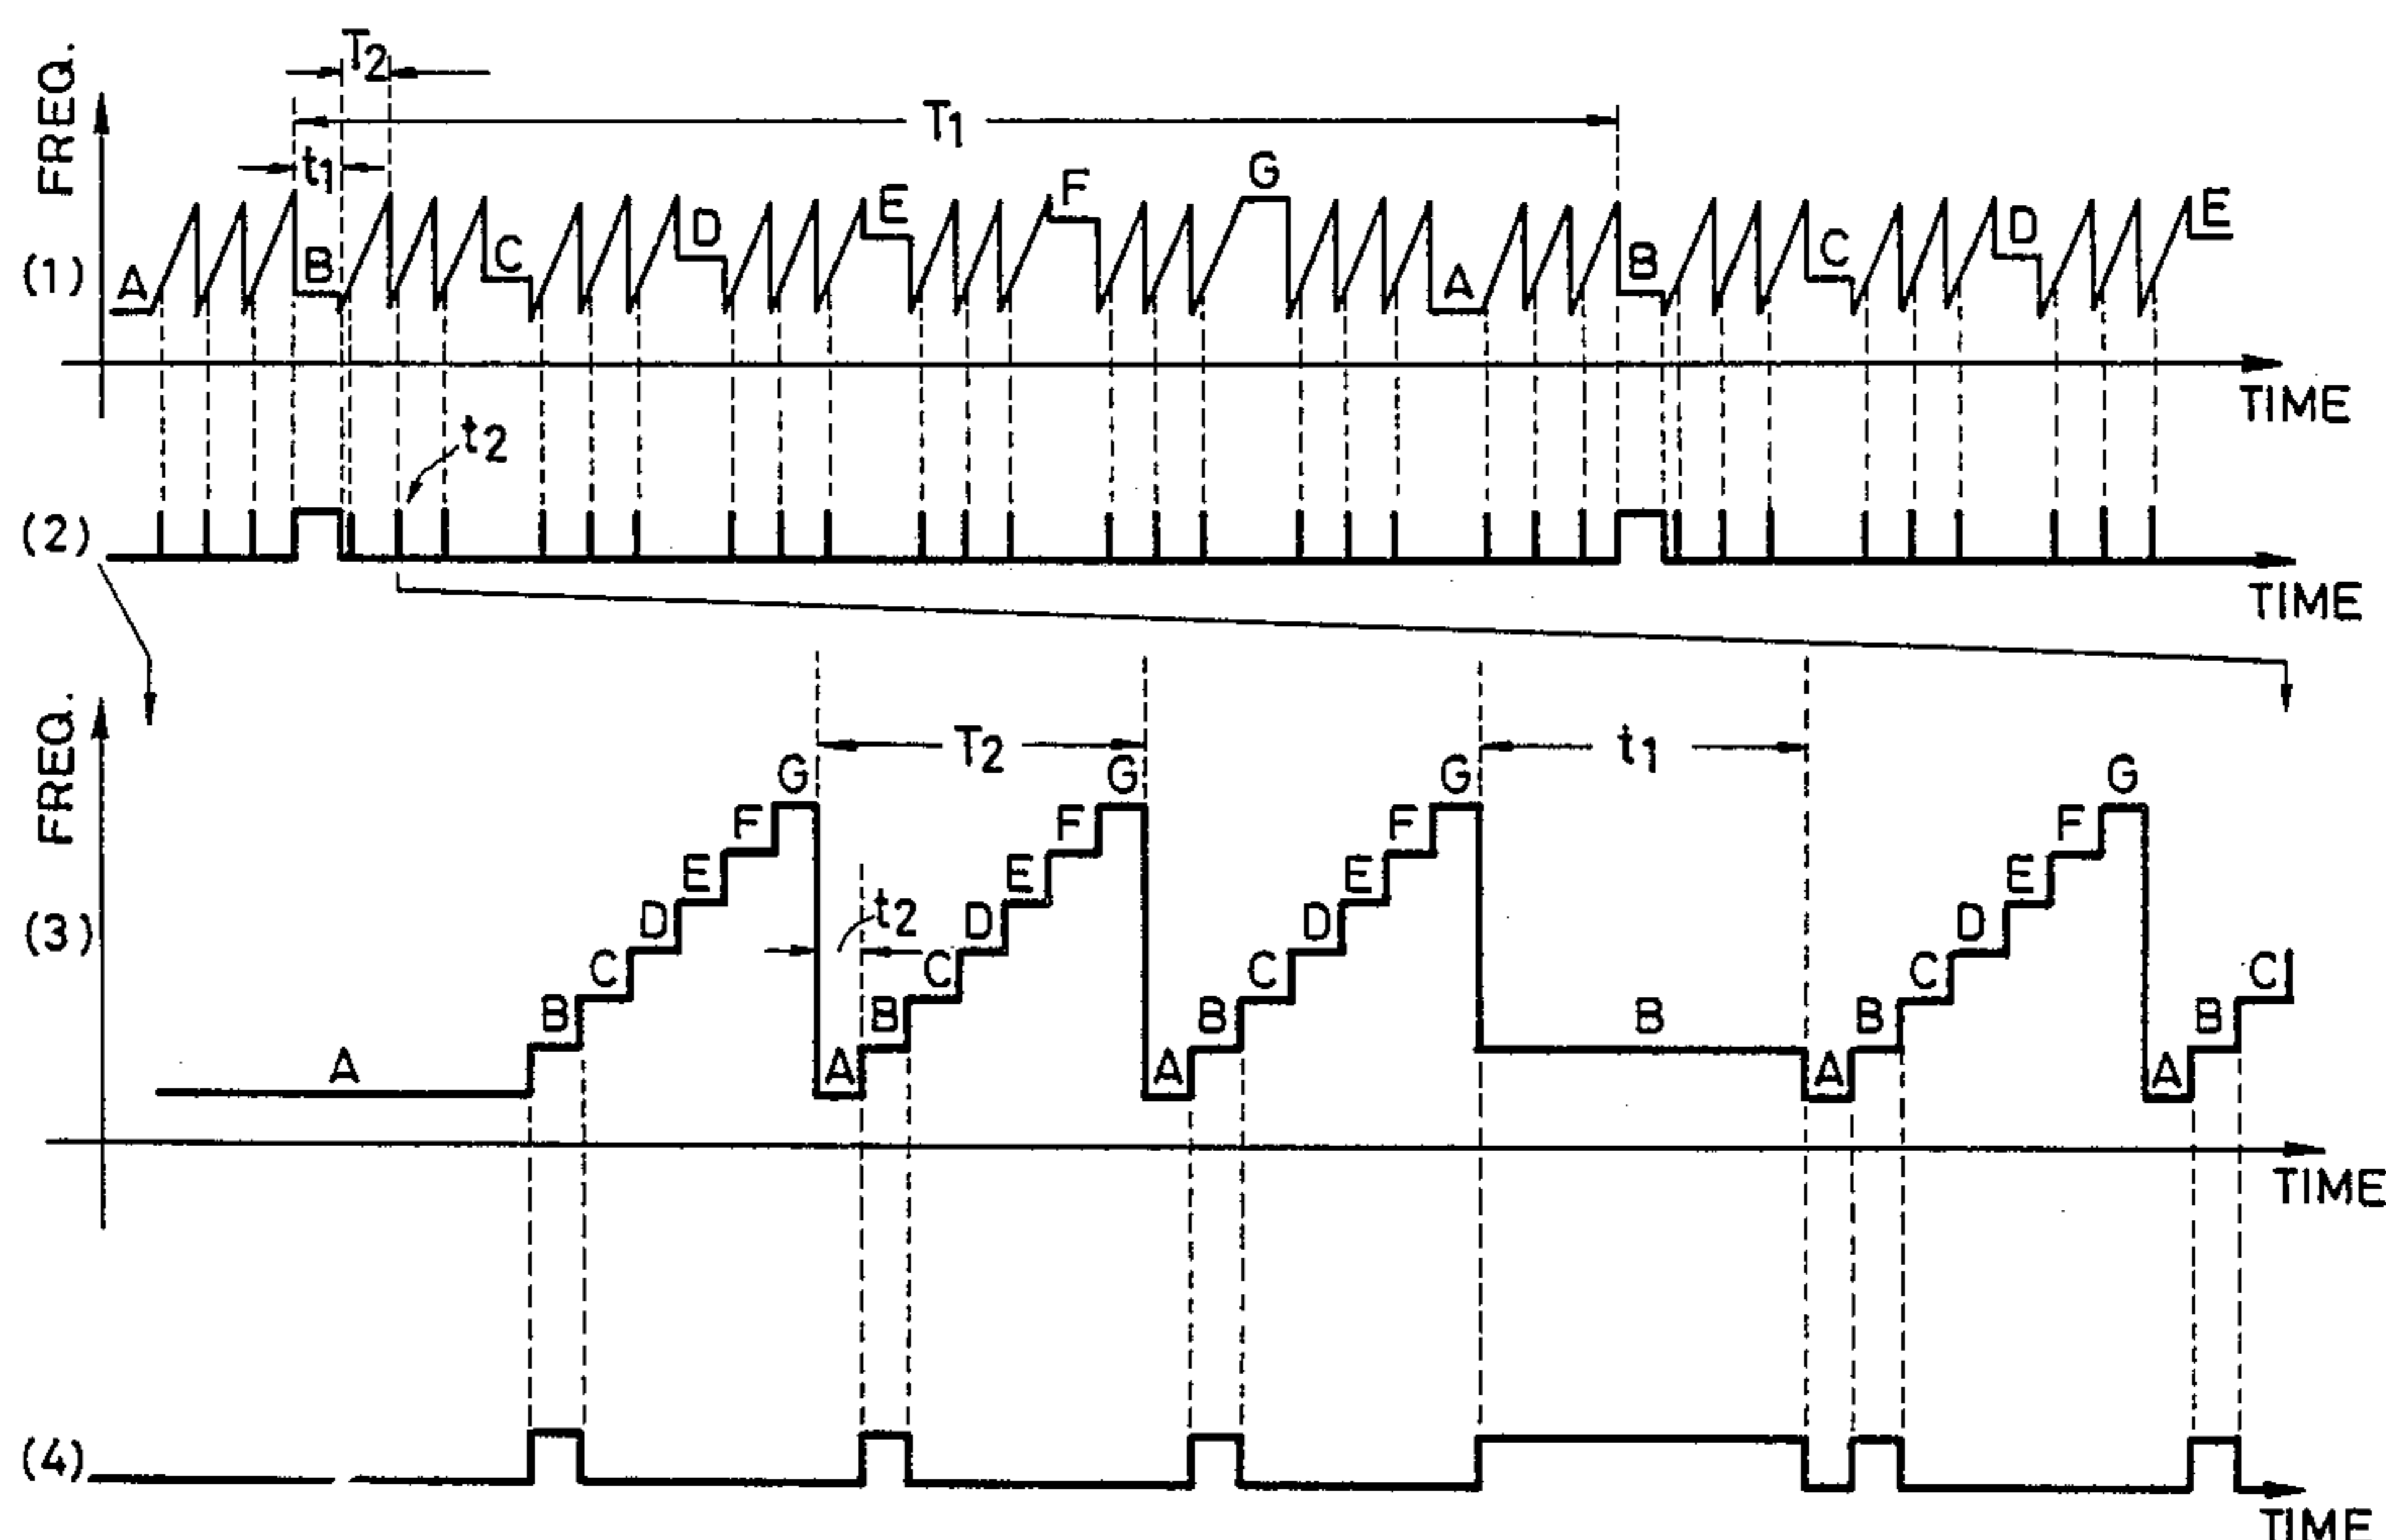 FREQ.
T2
T1
t1
(1)
A B C D E F G A B C D E
TIME
t2
(2)
TIME
FREQ.
T2
t1
(3)
A B C D E F G A B C D E F G A B C D E F G B A B C D E F G A B C
t2
TIME
(4)
TIME